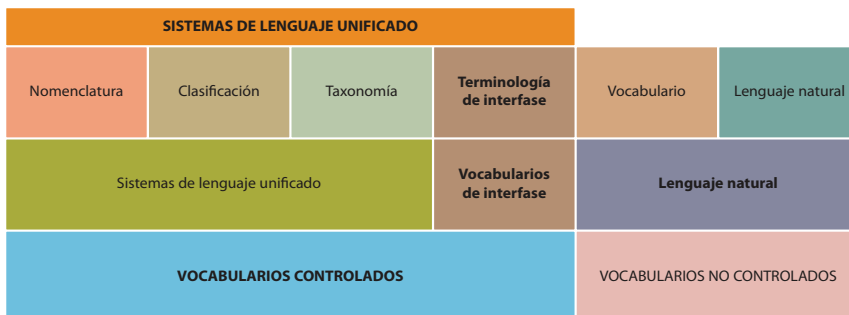 SISTEMAS DE LENGUAJE UNIFICADO
Nomenclatura
Clasificación
Taxonomía
Terminología
de interfase
Vocabulario
Lenguaje natural
Sistemas de lenguaje unificado
Vocabularios
de interfase
Lenguaje natural
VOCABULARIOS CONTROLADOS
VOCABULARIOS NO CONTROLADOS